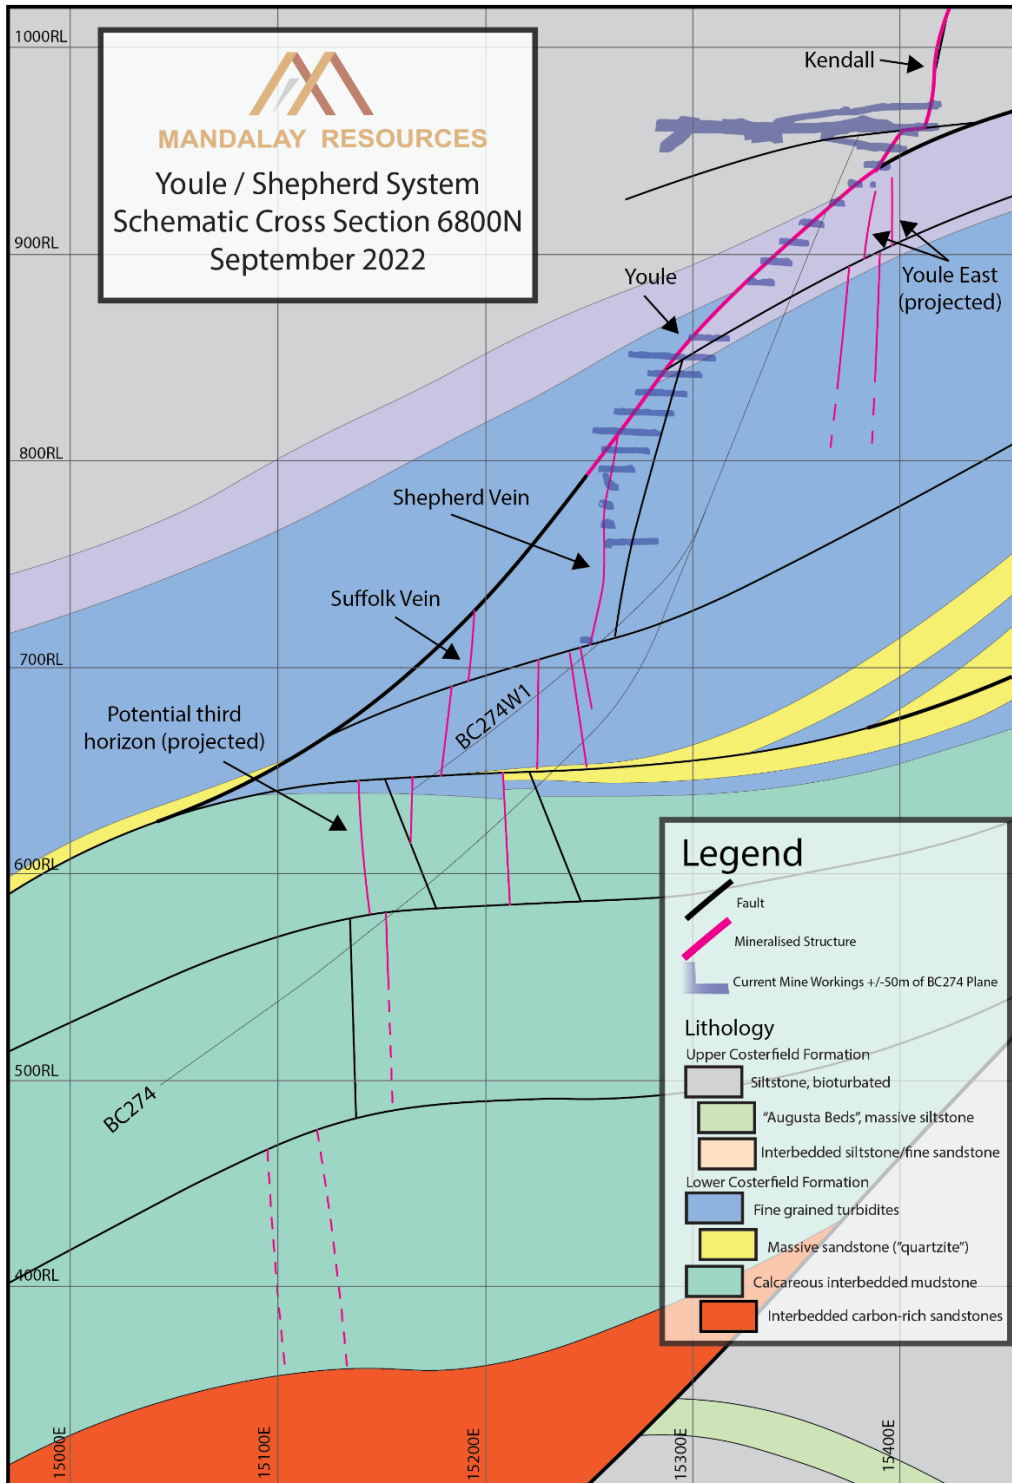 1000RL
MANDALAY RESOURCES
Youle / Shepherd System
Schematic Cross Section 6800N
September 2022
Kendall
900RL
Youle
Youle East
(projected)
800RL
Shepherd Vein
Suffolk Vein
700RL
Potential third
horizon (projected)
BC274W1
600RL
500RL
BC274
400RL
Legend
Fault
Mineralised Structure
Current Mine Workings +/-50m of BC274 Plane
Lithology
Upper Costerfield Formation
Siltstone, bioturbated
"Augusta Beds", massive siltstone
Interbedded siltstone/fine sandstone
Lower Costerfield Formation
Fine grained turbidites
Massive sandstone ("quartzite")
Calcareous interbedded mudstone
Interbedded carbon-rich sandstones
15000E
15100E
15200E
15300E
15400E